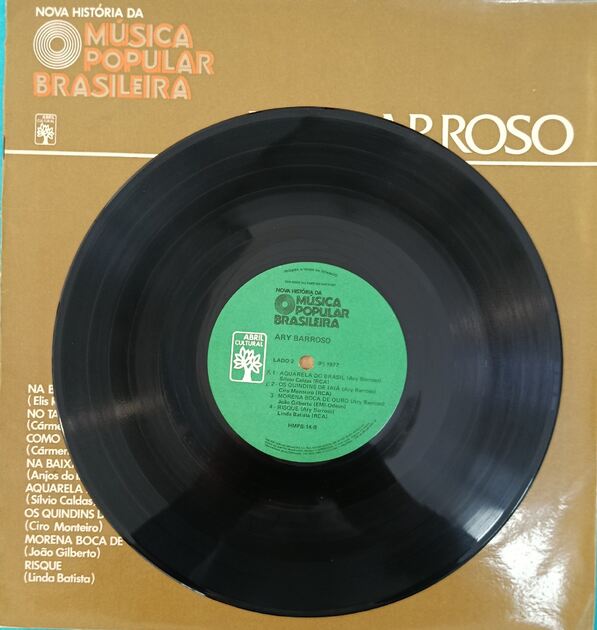 NOVA HISTÓRIA DA
MÚSICA
POPULAR
BRASILEIRA
ABRIL
CULTURAL
ARROSO
NOVA HISTÓRIA DA
MÚSICA
POPULAR
BRASILEIRA
ABRIL
CULTURAL
ARY BARROSO
LADO 2 (P) 1977
1 - AQUARELA DO BRASIL (Ary Barroso)
Silvio Caldas (RCA)
2 - OS QUINDINS DE IAIÁ (Ary Barroso)
Ciro Monteiro (RCA)
3 - MORENA BOCA DE OURO (Ary Barroso)
João Gilberto (EMI-Odeon)
4 - RISQUE (Ary Barroso)
Linda Batista (RCA)
HMPB-14-B
NA B
(Elis R
NO TA
(Cármen
COMO
(Cármen
NA BAIX
(Anjos do I
AQUARELA
(Sílvio Caldas)
OS QUINDINS D
(Ciro Monteiro)
MORENA BOCA DE
(João Gilberto)
RISQUE
(Linda Batista)